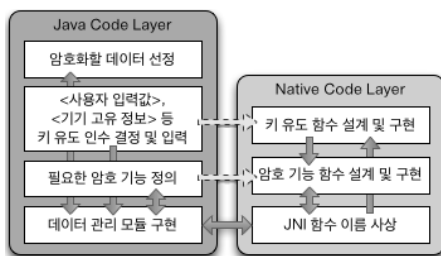 Java Code Layer
암호화할 데이터 선정
<사용자 입력값>,
<기기 고유 정보> 등
키 유도 인수 결정 및 입력
필요한 암호 기능 정의
데이터 관리 모듈 구현
Native Code Layer
키 유도 함수 설계 및 구현
암호 기능 함수 설계 및 구현
JNI 함수 이름 사상